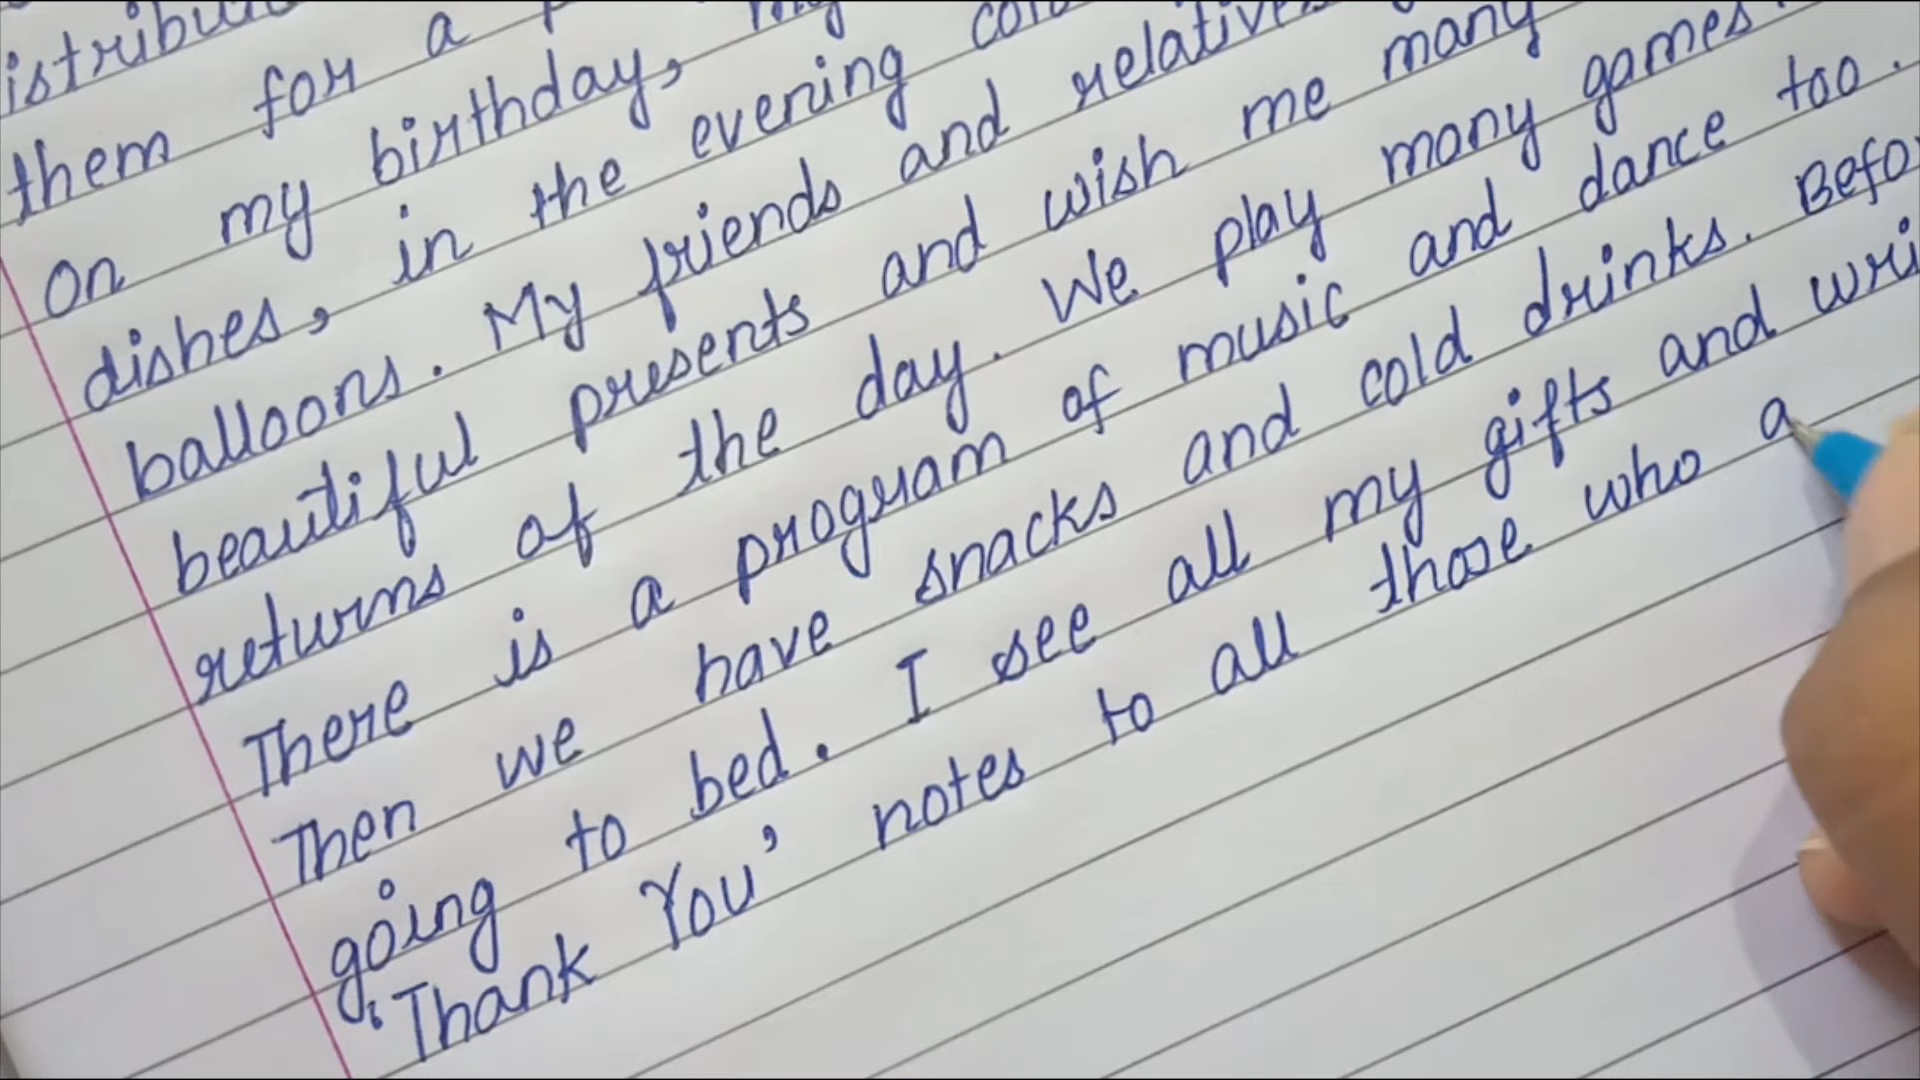 istribu
them for a
On my birthday, my
dishes, in the evening
balloons. My friends and relatives
beautiful presents and wish me many
returns of the day. We play many games.
There is a program of music and dance too.
Then we have snacks and cold drinks. Befo
going to bed. I see all my gifts and wri
'Thank You' notes to all those who a